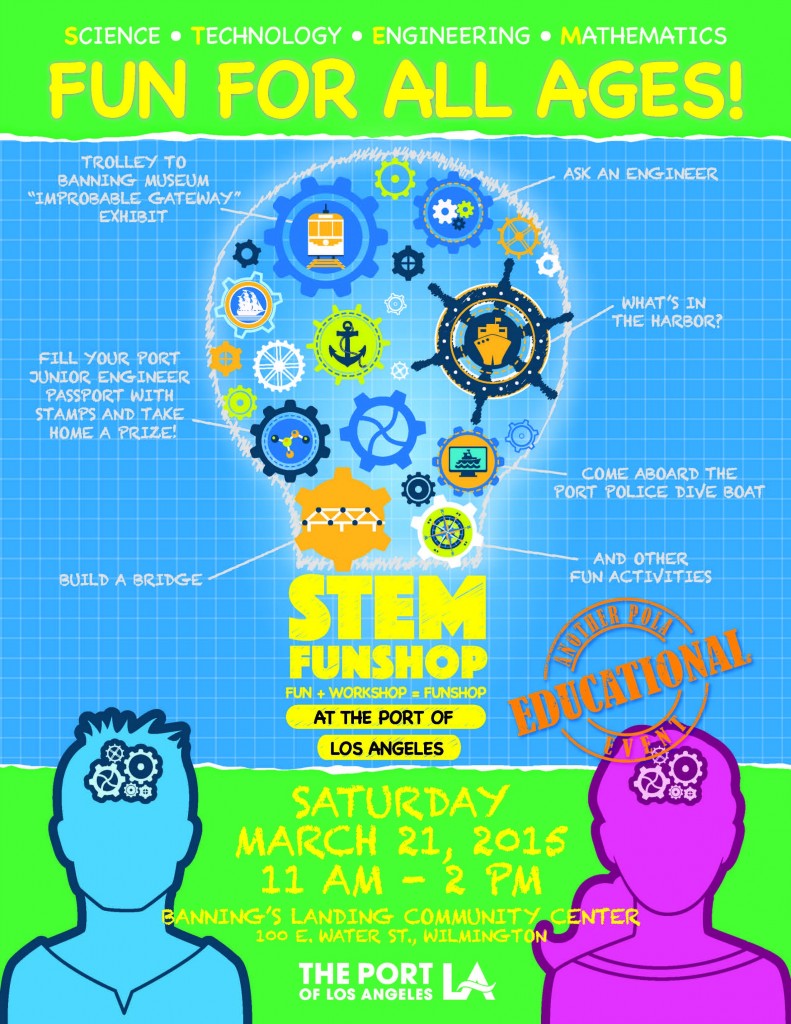 SCIENCE • TECHNOLOGY • ENGINEERING • MATHEMATICS
FUN FOR ALL AGES!
TROLLEY TO
BANNING MUSEUM
"IMPROBABLE GATEWAY"
EXHIBIT
ASK AN ENGINEER
WHAT'S IN
THE HARBOR?
FILL YOUR PORT
JUNIOR ENGINEER
PASSPORT WITH
STAMPS AND TAKE
HOME A PRIZE!
COME ABOARD THE
PORT POLICE DIVE BOAT
BUILD A BRIDGE
AND OTHER
FUN ACTIVITIES
STEM
FUNSHOP
FUN + WORKSHOP = FUNSHOP
AT THE PORT OF
LOS ANGELES
ANOTHER POLA
EDUCATIONAL
EVENT
SATURDAY
MARCH 21, 2015
11 AM – 2 PM
BANNING'S LANDING COMMUNITY CENTER
100 E. WATER ST., WILMINGTON
THE PORT
OF LOS ANGELES
LA